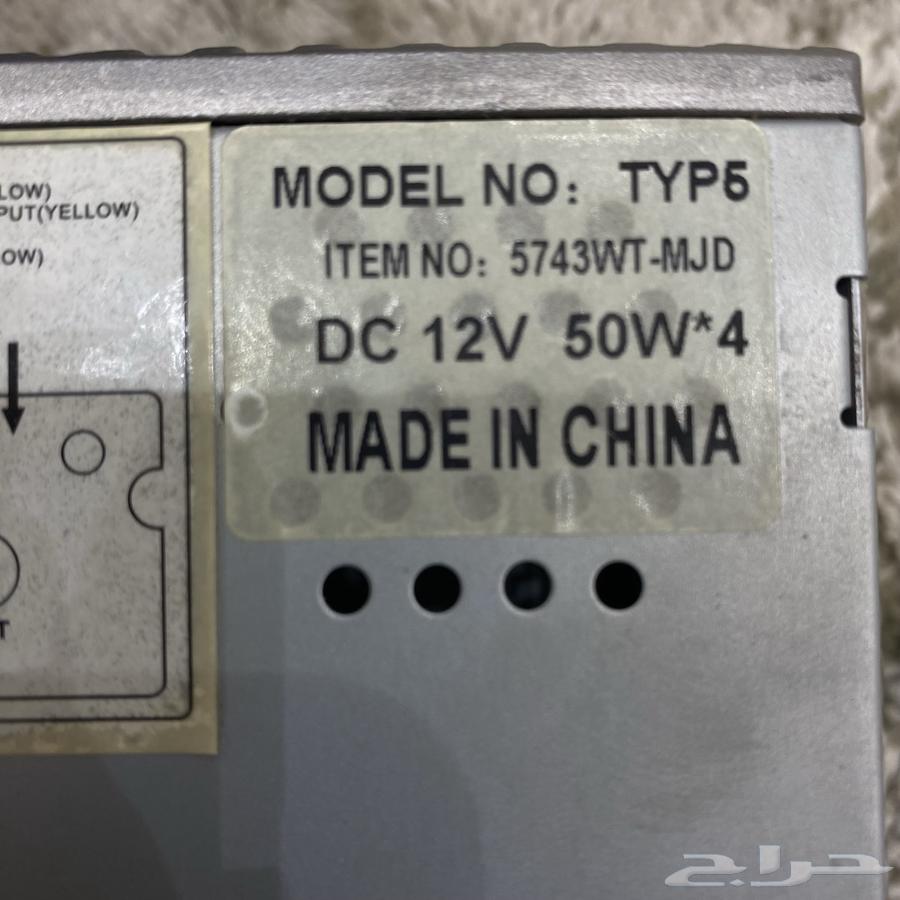 LOW)
PUT(YELLOW)
OW)
T
MODEL NO: TYP5
ITEM NO: 5743WT-MJD
DC 12V 50W*4
MADE IN CHINA
حراج